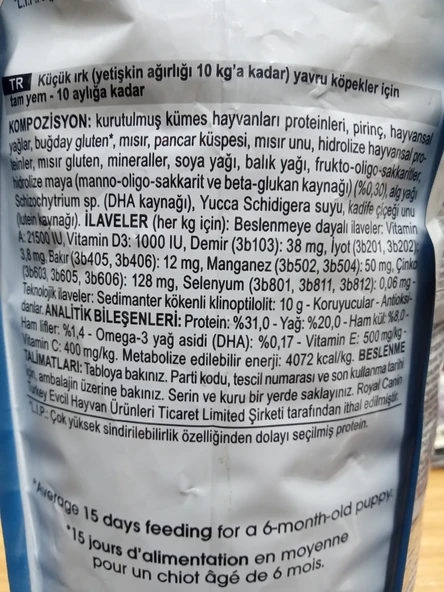 TR Küçük ırk (yetişkin ağırlığı 10 kg'a kadar) yavru köpekler için
tam yem - 10 aylığa kadar
KOMPOZİSYON: kurutulmuş kümes hayvanları proteinleri, pirinç, hayvansal
yağlar, buğday gluten*, mısır, pancar küspesi, mısır unu, hidrolize hayvansal pro-
teinler, mısır gluten, mineraller, soya yağı, balık yağı, frukto-oligo-sakkaritler,
hidrolize maya (manno-oligo-sakkarit ve beta-glukan kaynağı) (%0,30) alg yağı
Schizochytrium sp. (DHA kaynağı), Yucca Schidigera suyu, kadife çiçeği unu
(lutein kaynağı). İLAVELER (her kg için): Beslenmeye dayalı ilaveler: Vitamin
A: 21500 IU, Vitamin D3: 1000 IU, Demir (3b103): 38 mg, İyot (3b201, 3b202):
3,8 mg, Bakır (3b405, 3b406): 12 mg, Manganez (3b502, 3b504): 50 mg, Çinko
(3b603, 3b605, 3b606): 128 mg, Selenyum (3b801, 3b811, 3b812): 0,06 mg -
Teknolojik ilaveler: Sedimanter kökenli klinoptilolit: 10 g - Koruyucular - Antioksi-
danlar. ANALİTİK BİLEŞENLERİ: Protein: %31,0 - Yağ: %20,0 - Ham kül: %8,0 -
Ham lifler: %1,4 - Omega-3 yağ asidi (DHA): %0,17 - Vitamin E: 500 mg/kg -
Vitamin C: 400 mg/kg. Metabolize edilebilir enerji: 4072 kcal/kg. BESLENME
TALİMATLARI: Tabloya bakınız. Parti kodu, tescil numarası ve son kullanma tarihi
için, ambalajın üzerine bakınız. Serin ve kuru bir yerde saklayınız. Royal Canin
Turkey Evcil Hayvan Ürünleri Ticaret Limited Şirketi tarafından ithal edilmiştir.
*L.I.P.: Çok yüksek sindirilebilirlik özelliğinden dolayı seçilmiş protein.
*Average 15 days feeding for a 6-month-old puppy.
*15 jours d'alimentation en moyenne
pour un chiot âgé de 6 mois.